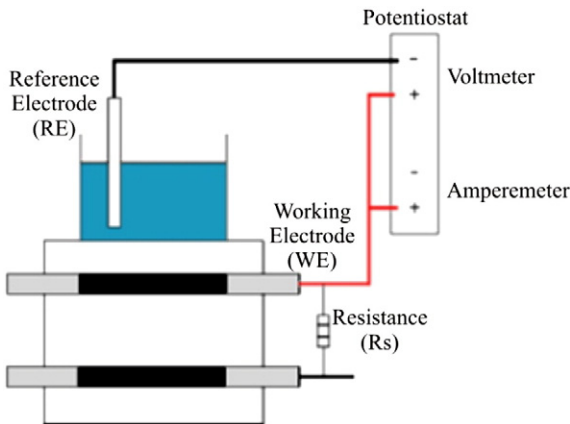 Potentiostat
Reference
Electrode
(RE)
-
Voltmeter
+
-
Amperemeter
+
Working
Electrode
(WE)
Resistance
(Rs)